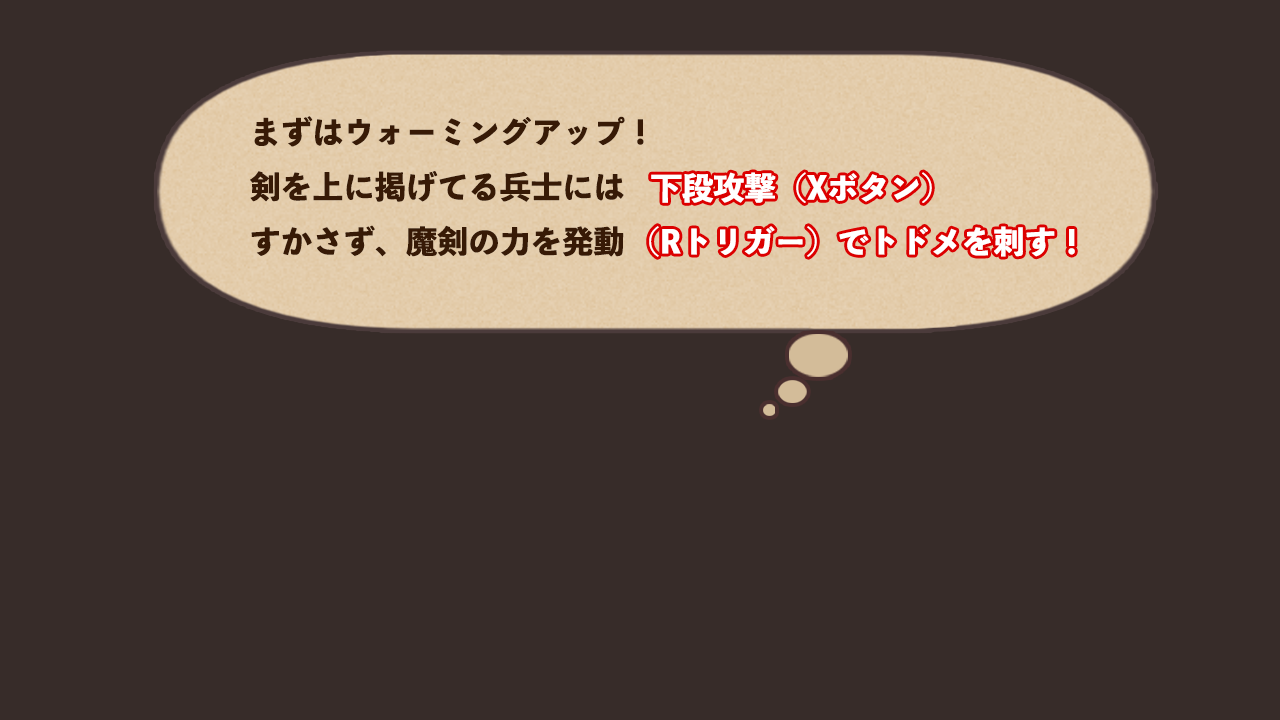 まずはウォーミングアップ！
剣を上に掲げてる兵士には　下段攻撃（Xボタン）
すかさず、魔剣の力を発動（Rトリガー）でトドメを刺す！